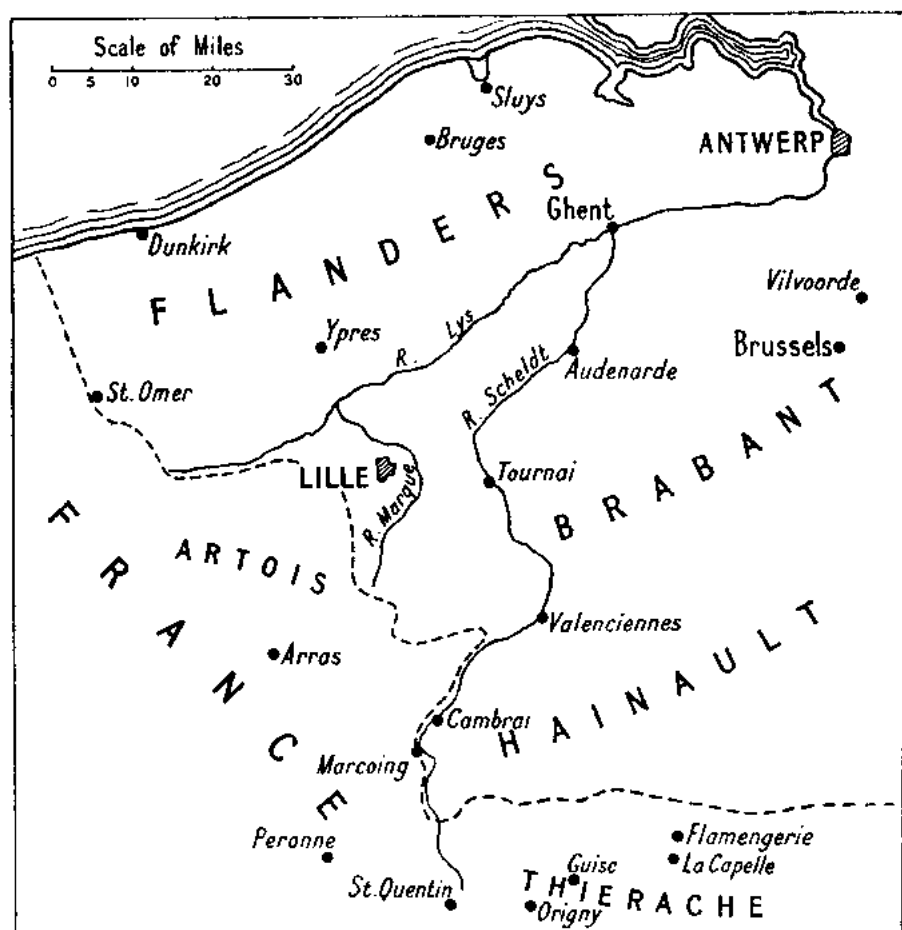 Scale of Miles
0 5 10 20 30
Sluys
Bruges
ANTWERP
FLANDERS
Ghent
Dunkirk
Vilvoorde
Ypres
R. Lys
Brussels
Audenarde
R. Scheldt
St. Omer
LILLE
Tournai
R. Marque
BRABANT
FRANCE
ARTOIS
Valenciennes
Arras
HAINAULT
Cambrai
Marcoing
Peronne
Flamengerie
La Capelle
Guise
THIERACHE
St. Quentin
Origny